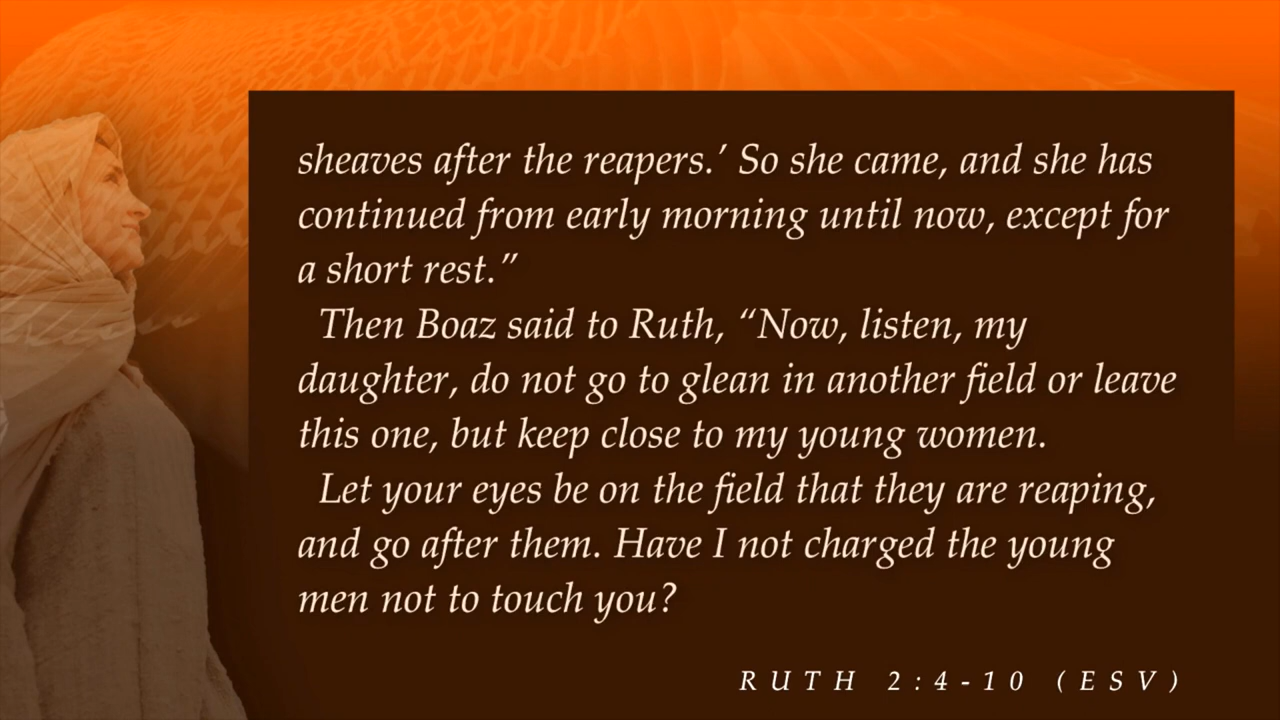 sheaves after the reapers.’ So she came, and she has
continued from early morning until now, except for
a short rest.”
Then Boaz said to Ruth, “Now, listen, my
daughter, do not go to glean in another field or leave
this one, but keep close to my young women.
Let your eyes be on the field that they are reaping,
and go after them. Have I not charged the young
men not to touch you?
RUTH 2:4-10 (ESV)